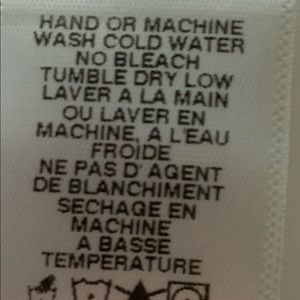 HAND OR MACHINE
WASH COLD WATER
NO BLEACH
TUMBLE DRY LOW
LAVER A LA MAIN
OU LAVER EN
MACHINE, A L'EAU
FROIDE
NE PAS D' AGENT
DE BLANCHIMENT
SECHAGE EN
MACHINE
A BASSE
TEMPERATURE